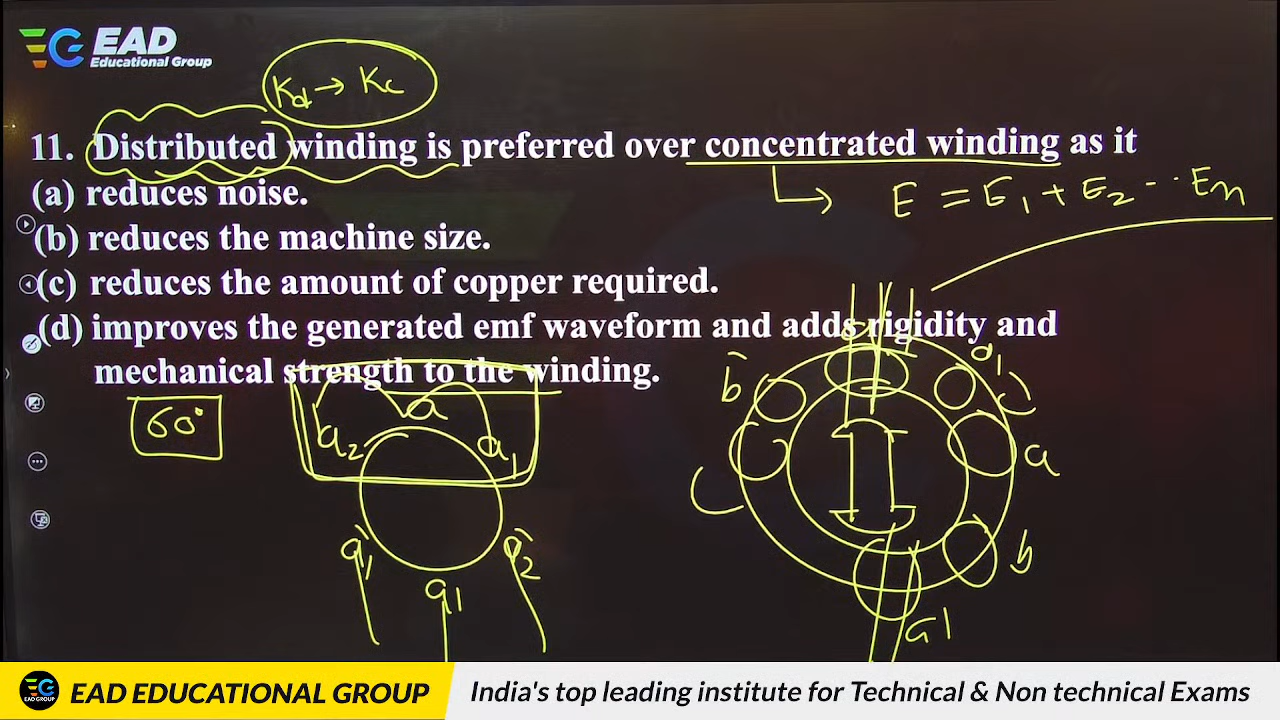 EAD
Educational Group
Kd → Kc
11. Distributed winding is preferred over concentrated winding as it
(a) reduces noise.
E = E1 + E2 -- En
(b) reduces the machine size.
(c) reduces the amount of copper required.
(d) improves the generated emf waveform and adds rigidity and
mechanical strength to the winding.
60°
a
a2
a1
b
a
b
EAD GROUP
EAD EDUCATIONAL GROUP
India's top leading institute for Technical & Non technical Exams